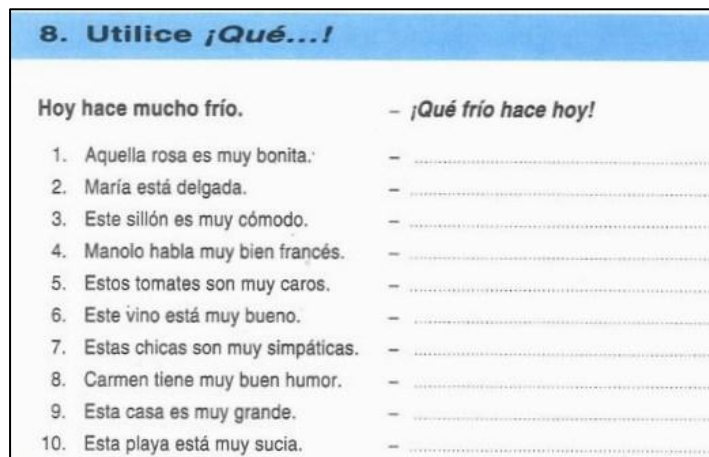 8. Utilice ¡Qué...!
Hoy hace mucho frío. – ¡Qué frío hace hoy!
1. Aquella rosa es muy bonita. –
2. María está delgada. –
3. Este sillón es muy cómodo. –
4. Manolo habla muy bien francés. –
5. Estos tomates son muy caros. –
6. Este vino está muy bueno. –
7. Estas chicas son muy simpáticas. –
8. Carmen tiene muy buen humor. –
9. Esta casa es muy grande. –
10. Esta playa está muy sucia. –